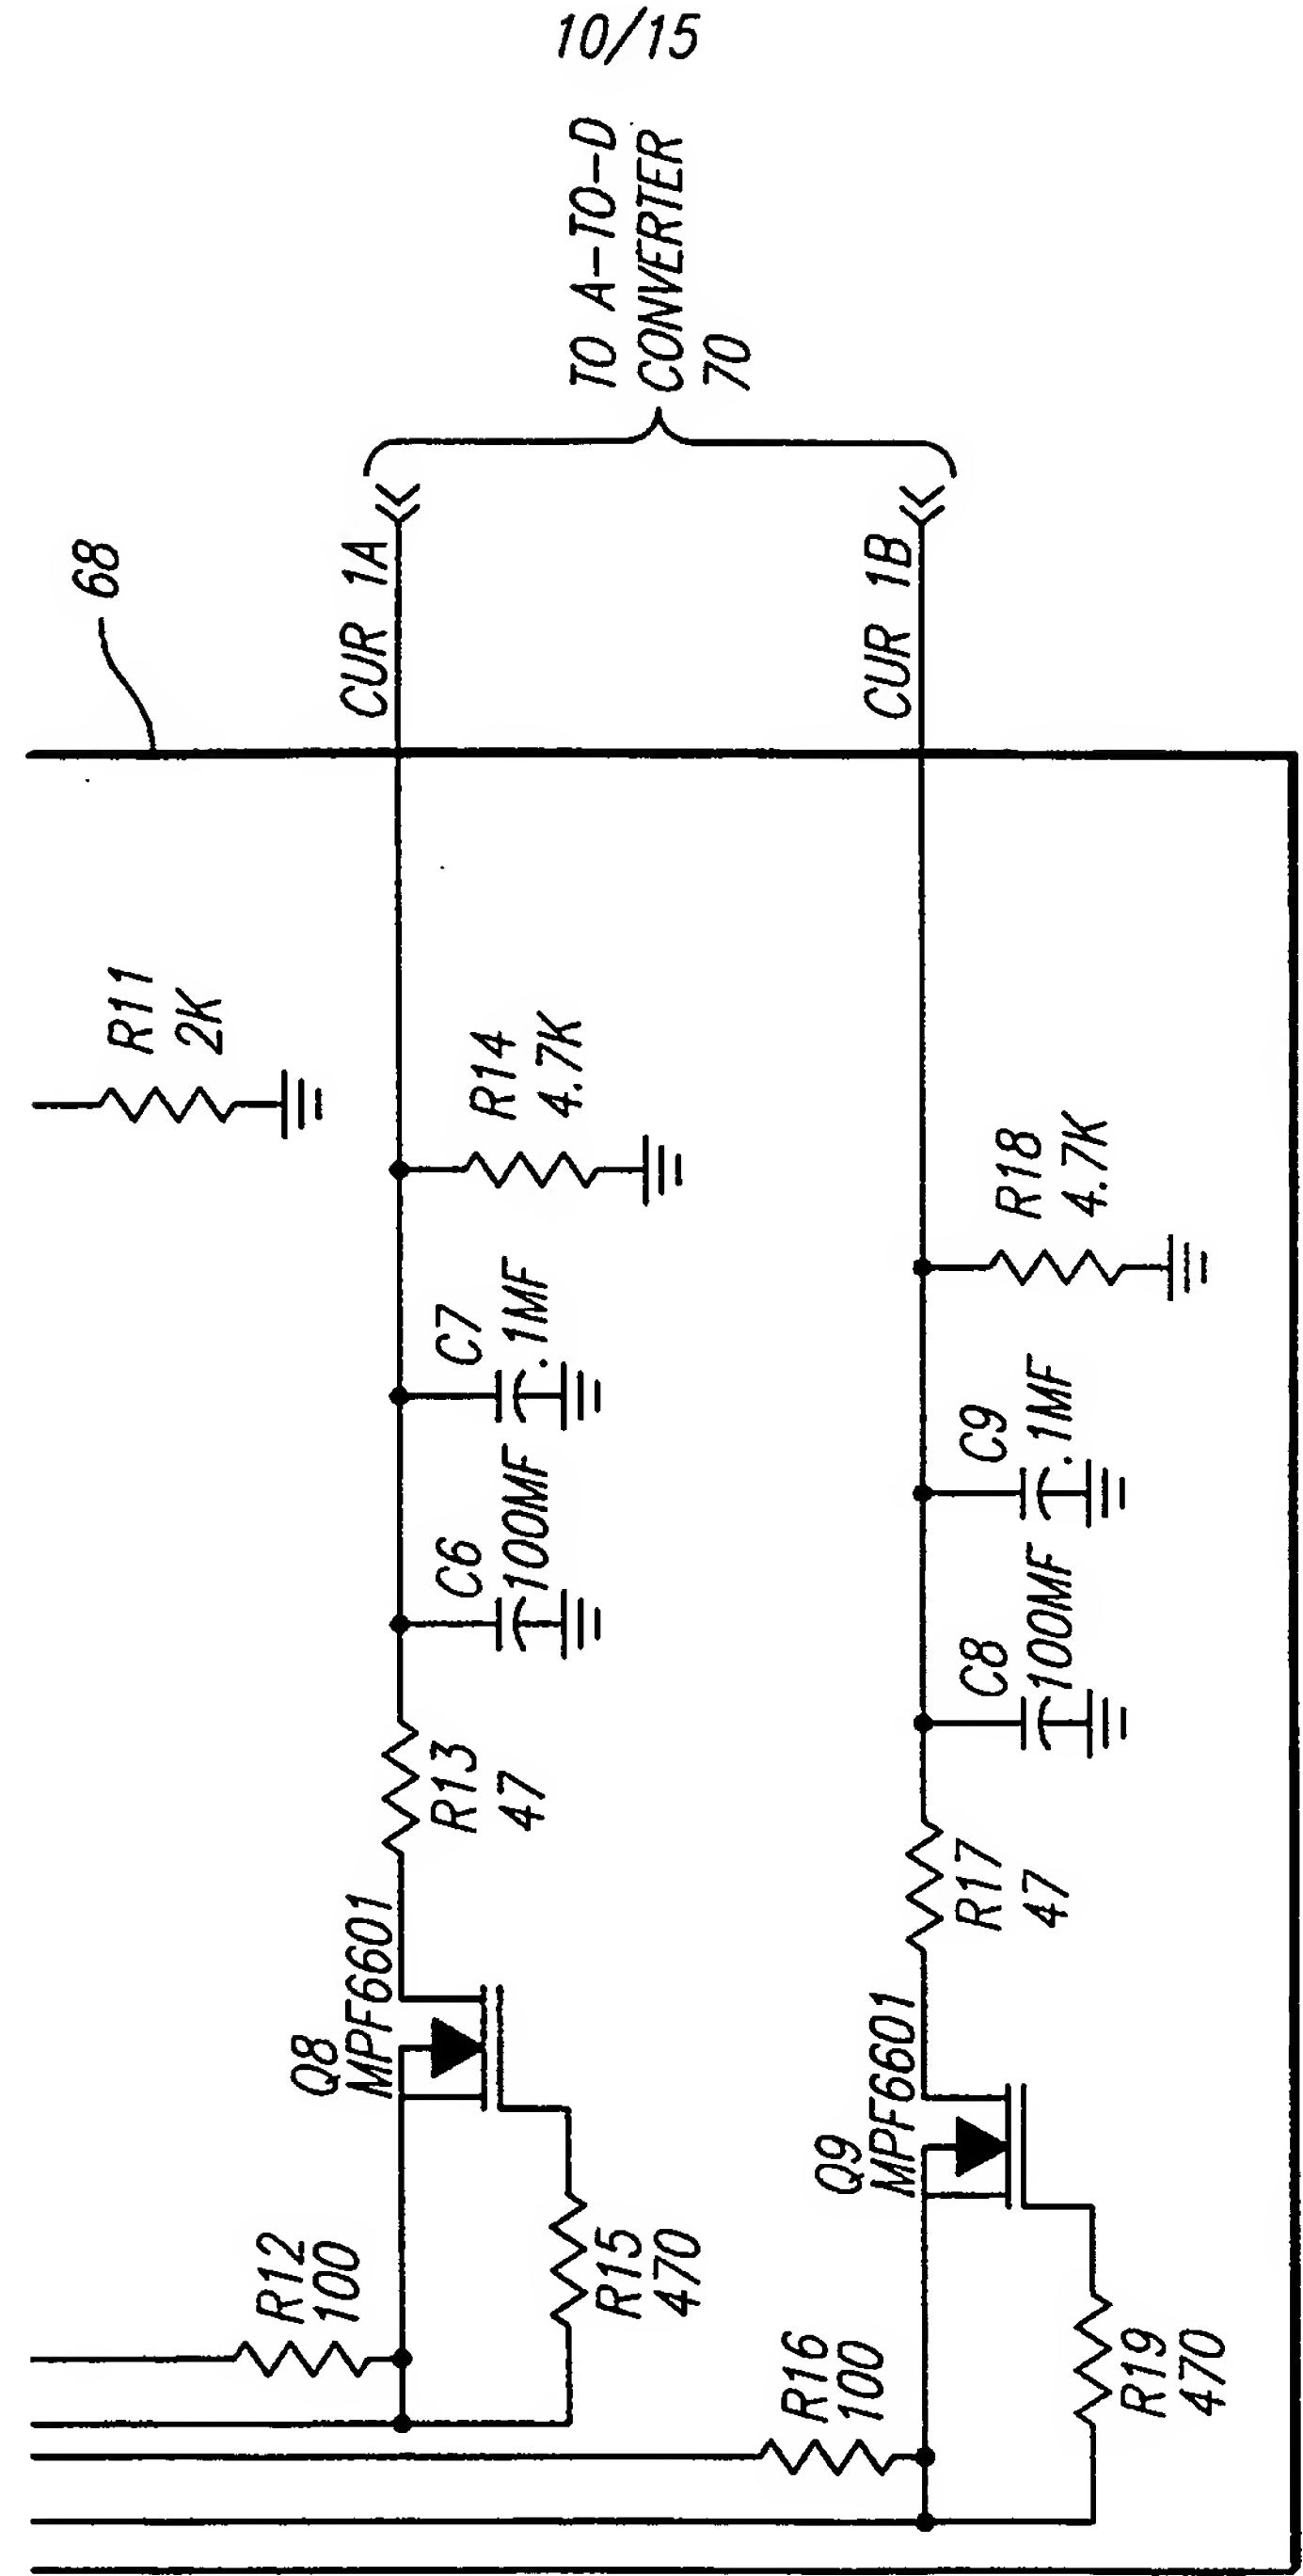 10/15
TO A-TO-D
CONVERTER
70
68
CUR 1A
CUR 1B
R11
2K
R14
4.7K
R18
4.7K
C7
.1MF
C6
100MF
C9
.1MF
C8
100MF
R13
47
R17
47
Q8
MPF6601
Q9
MPF6601
R12
100
R15
470
R16
100
R19
470